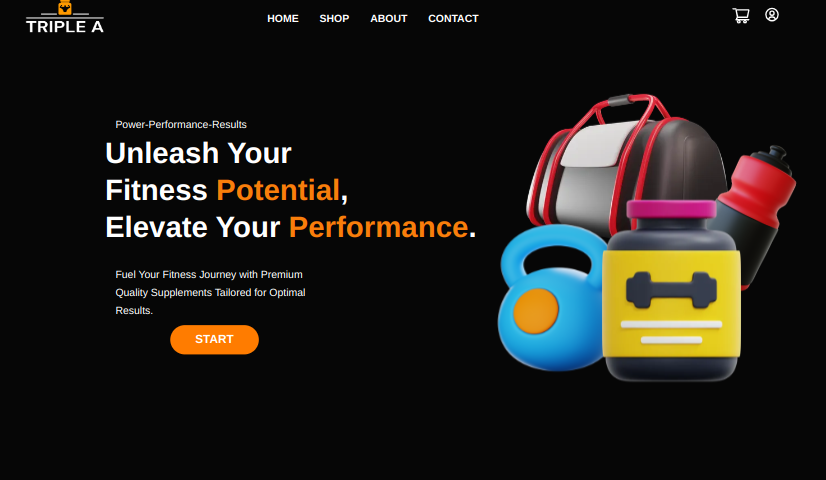 TRIPLE A
HOME SHOP ABOUT CONTACT
Power-Performance-Results
Unleash Your
Fitness Potential,
Elevate Your Performance.
Fuel Your Fitness Journey with Premium
Quality Supplements Tailored for Optimal
Results.
START